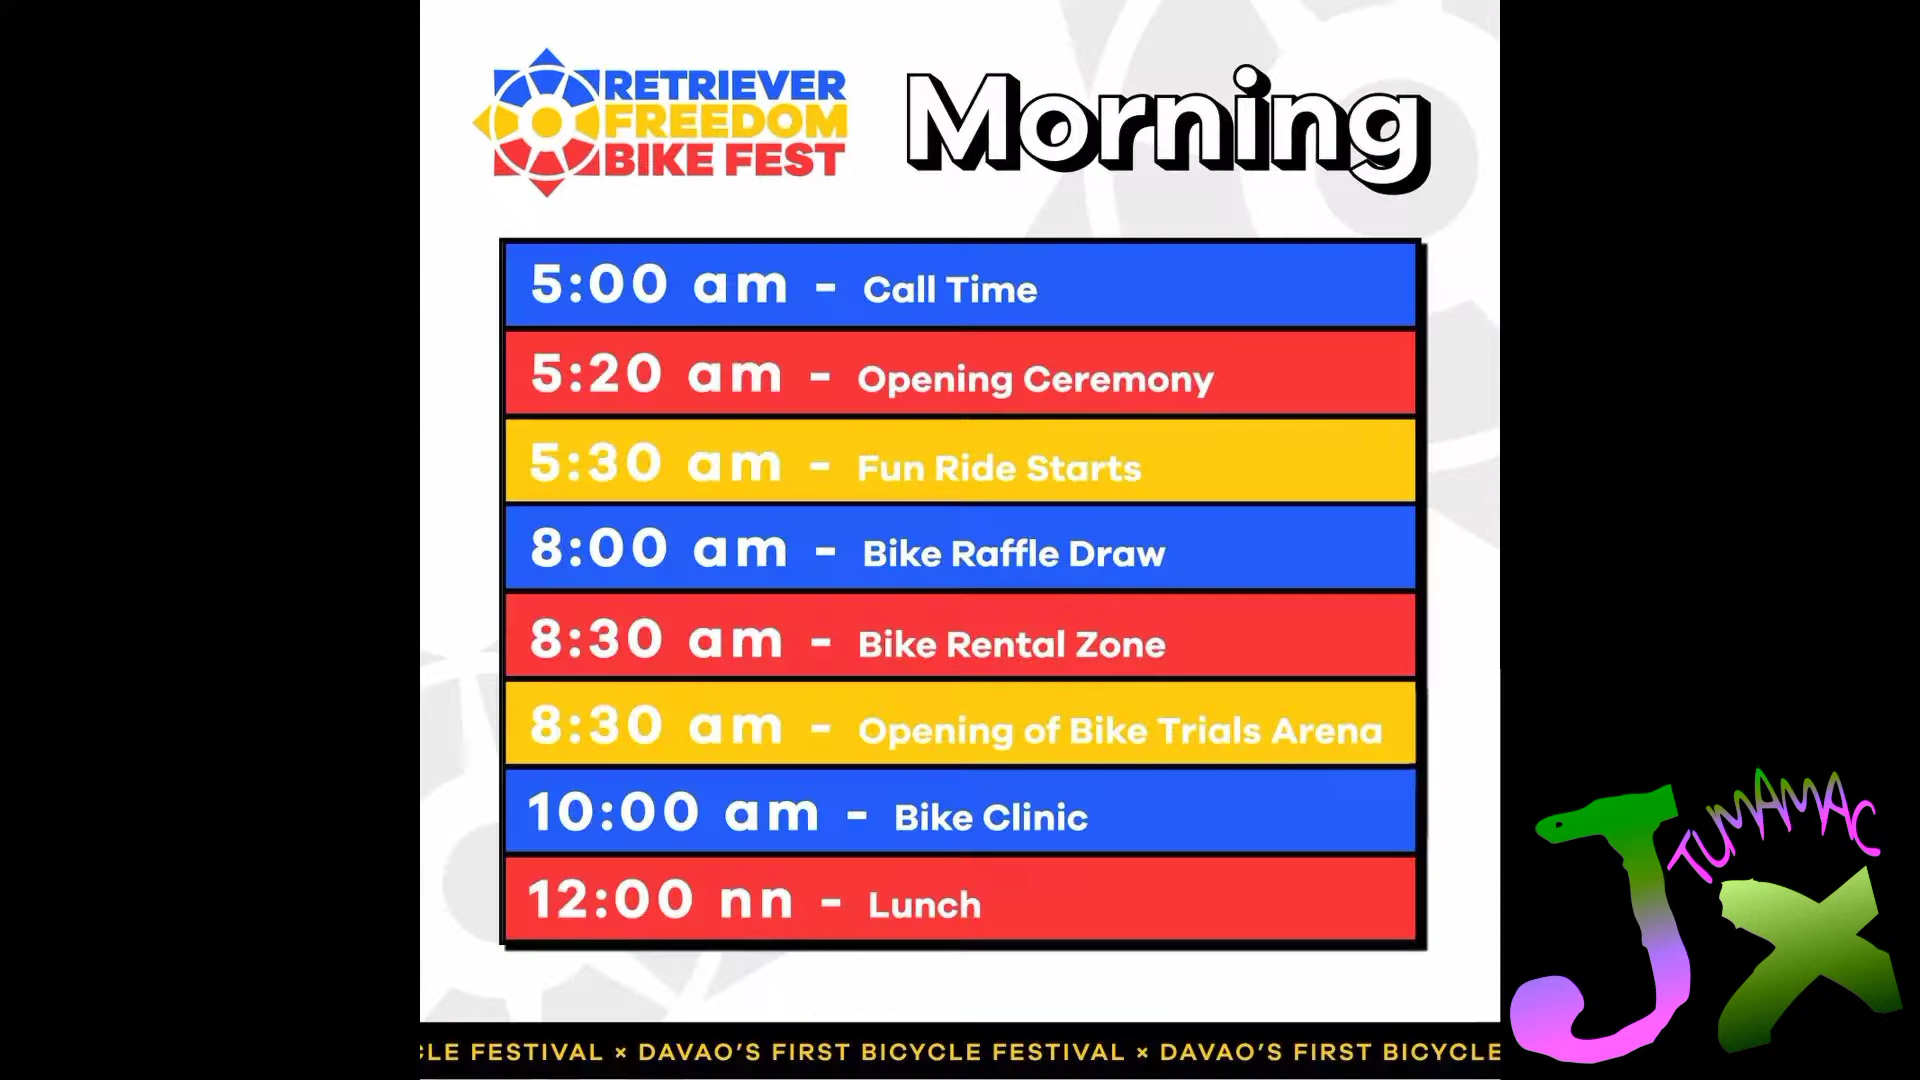 RETRIEVER
FREEDOM
BIKE FEST
Morning
5:00 am - Call Time
5:20 am - Opening Ceremony
5:30 am - Fun Ride Starts
8:00 am - Bike Raffle Draw
8:30 am - Bike Rental Zone
8:30 am - Opening of Bike Trials Arena
10:00 am - Bike Clinic
12:00 nn - Lunch
CLE FESTIVAL × DAVAO'S FIRST BICYCLE FESTIVAL × DAVAO'S FIRST BICYCLE
TUMAMAC
JX